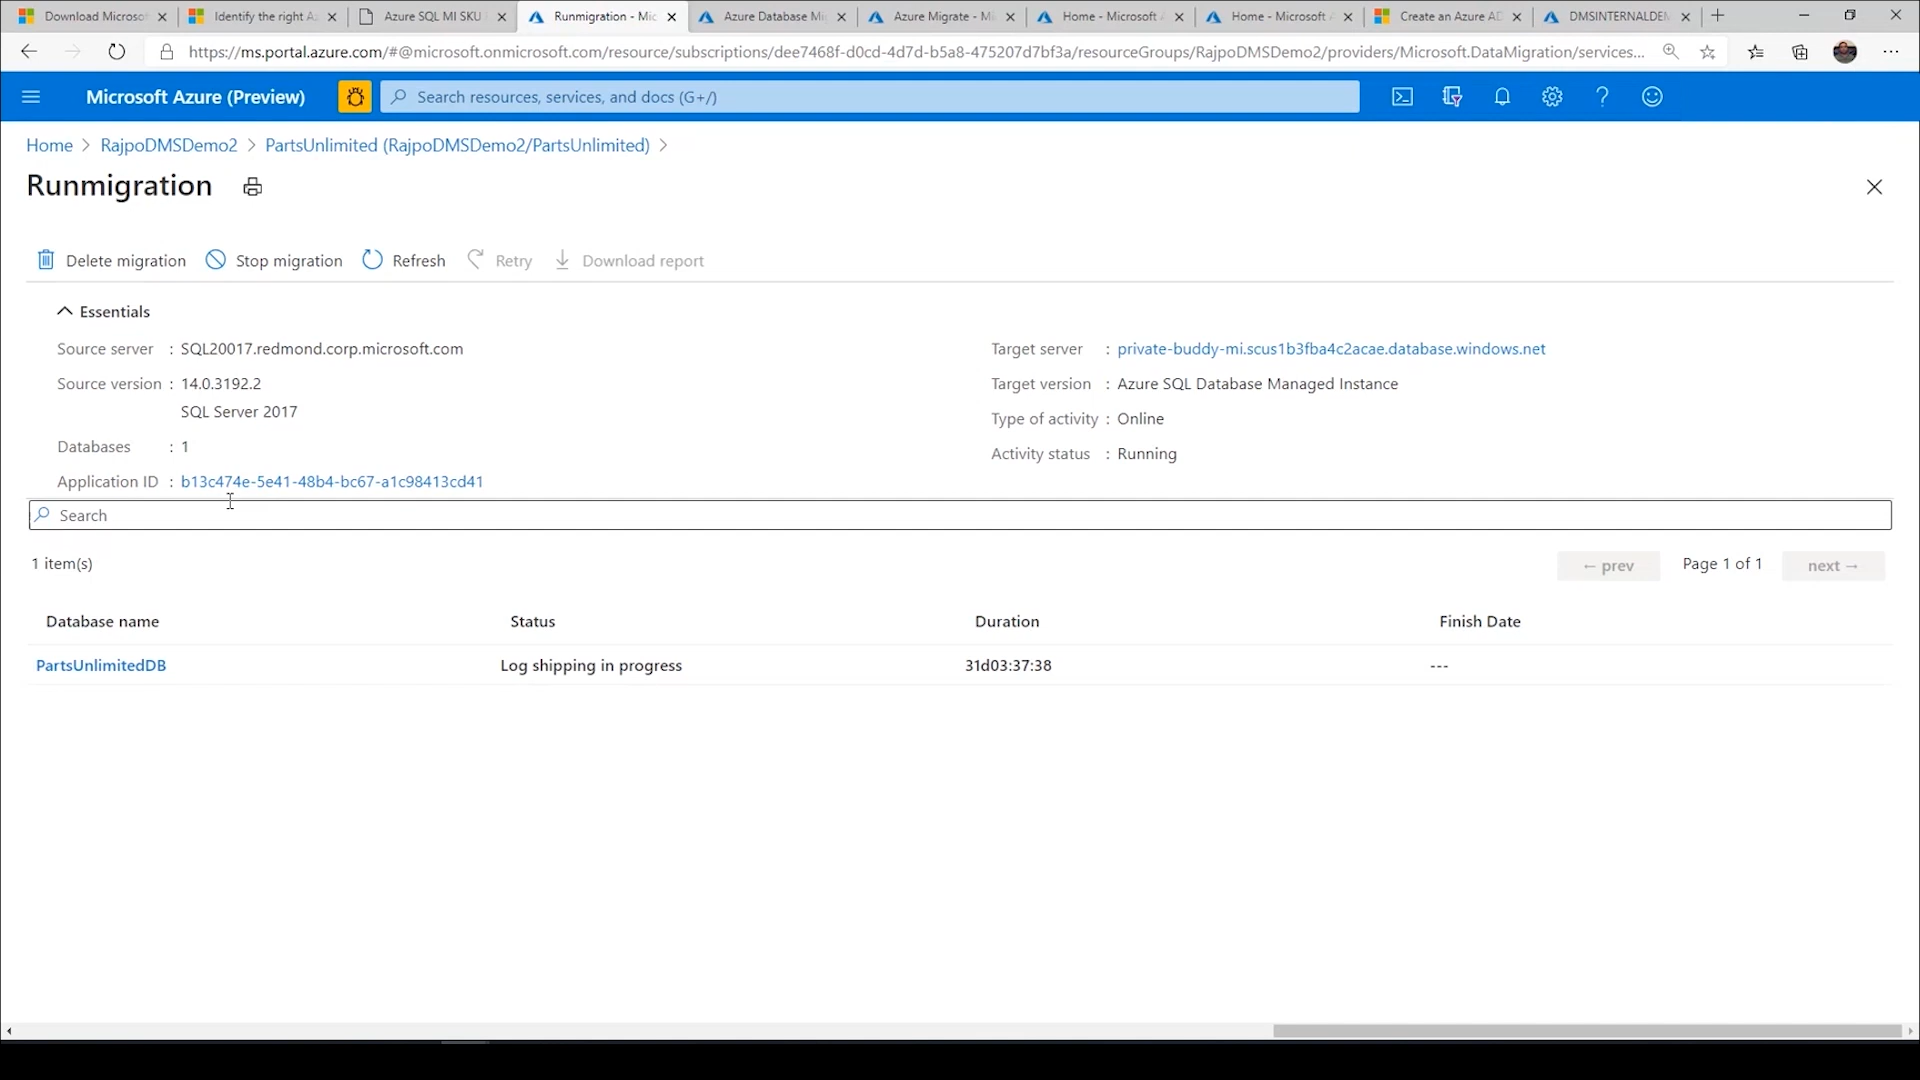 Download Microsof
Identify the right A
Azure SQL MI SKU
Runmigration - Mic
Azure Database Mi
Azure Migrate - Mi
Home - Microsoft A
Home - Microsoft A
Create an Azure AD
DMSINTERNALDEM
https://ms.portal.azure.com/#@microsoft.onmicrosoft.com/resource/subscriptions/dee7468f-d0cd-4d7d-b5a8-475207d7bf3a/resourceGroups/RajpoDMSDemo2/providers/Microsoft.DataMigration/services...
Microsoft Azure (Preview)
Search resources, services, and docs (G+/)
Home > RajpoDMSDemo2 > PartsUnlimited (RajpoDMSDemo2/PartsUnlimited) >
Runmigration
Delete migration Stop migration Refresh Retry Download report
Essentials
Source server : SQL20017.redmond.corp.microsoft.com
Source version : 14.0.3192.2
SQL Server 2017
Databases : 1
Application ID : b13c474e-5e41-48b4-bc67-a1c98413cd41
Target server : private-buddy-mi.scus1b3fba4c2acae.database.windows.net
Target version : Azure SQL Database Managed Instance
Type of activity : Online
Activity status : Running
Search
1 item(s)
← prev Page 1 of 1 next →
Database name Status Duration Finish Date
PartsUnlimitedDB Log shipping in progress 31d03:37:38 ---